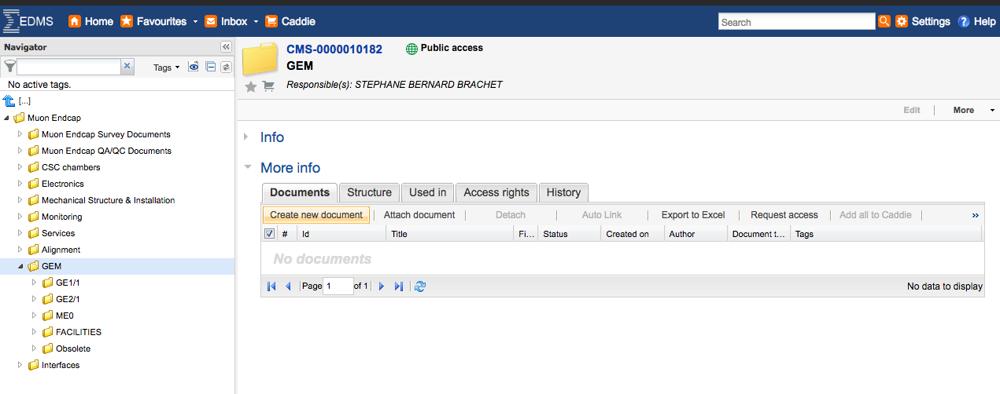 EDMS Home Favourites Inbox Caddie Search Settings Help
Navigator
Tags
No active tags.
[...]
Muon Endcap
Muon Endcap Survey Documents
Muon Endcap QA/QC Documents
CSC chambers
Electronics
Mechanical Structure & Installation
Monitoring
Services
Alignment
GEM
GE1/1
GE2/1
ME0
FACILITIES
Obsolete
Interfaces
CMS-0000010182 Public access
GEM
Responsible(s): STEPHANE BERNARD BRACHET
Edit More
Info
More info
Documents Structure Used in Access rights History
Create new document Attach document Detach Auto Link Export to Excel Request access Add all to Caddie »
# Id Title Fi... Status Created on Author Document t... Tags
No documents
Page 1 of 1 No data to display